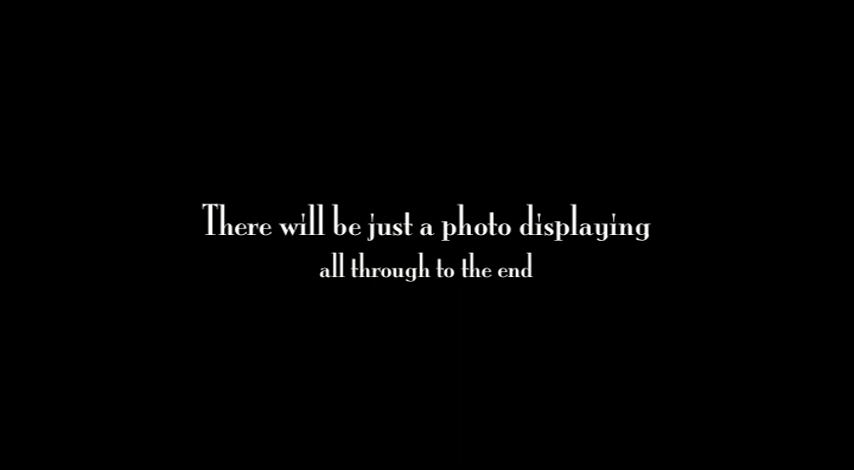 There will be just a photo displaying
all through to the end